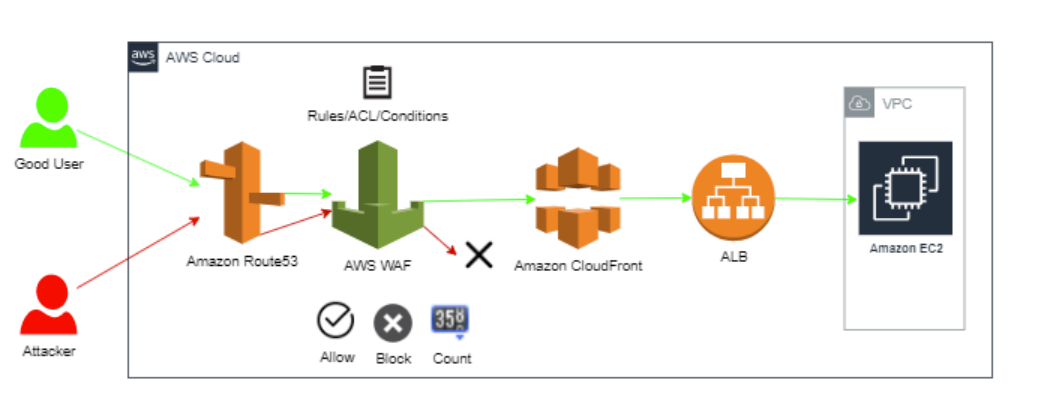 aws
AWS Cloud
Rules/ACL/Conditions
VPC
Good User
Amazon Route53
AWS WAF
Amazon CloudFront
ALB
Amazon EC2
Attacker
358
Allow
Block
Count